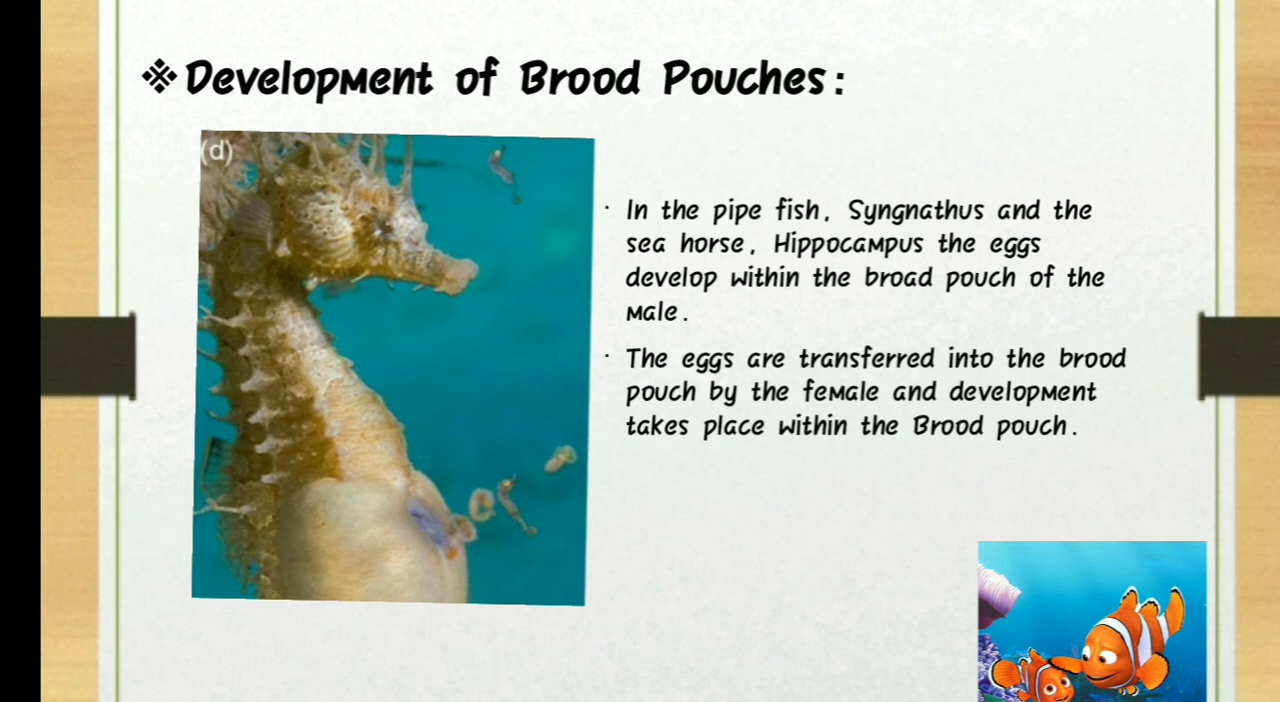 ❖Development of Brood Pouches:
(d)
· In the pipe fish, Syngnathus and the
sea horse, Hippocampus the eggs
develop within the broad pouch of the
male.
· The eggs are transferred into the brood
pouch by the female and development
takes place within the Brood pouch.